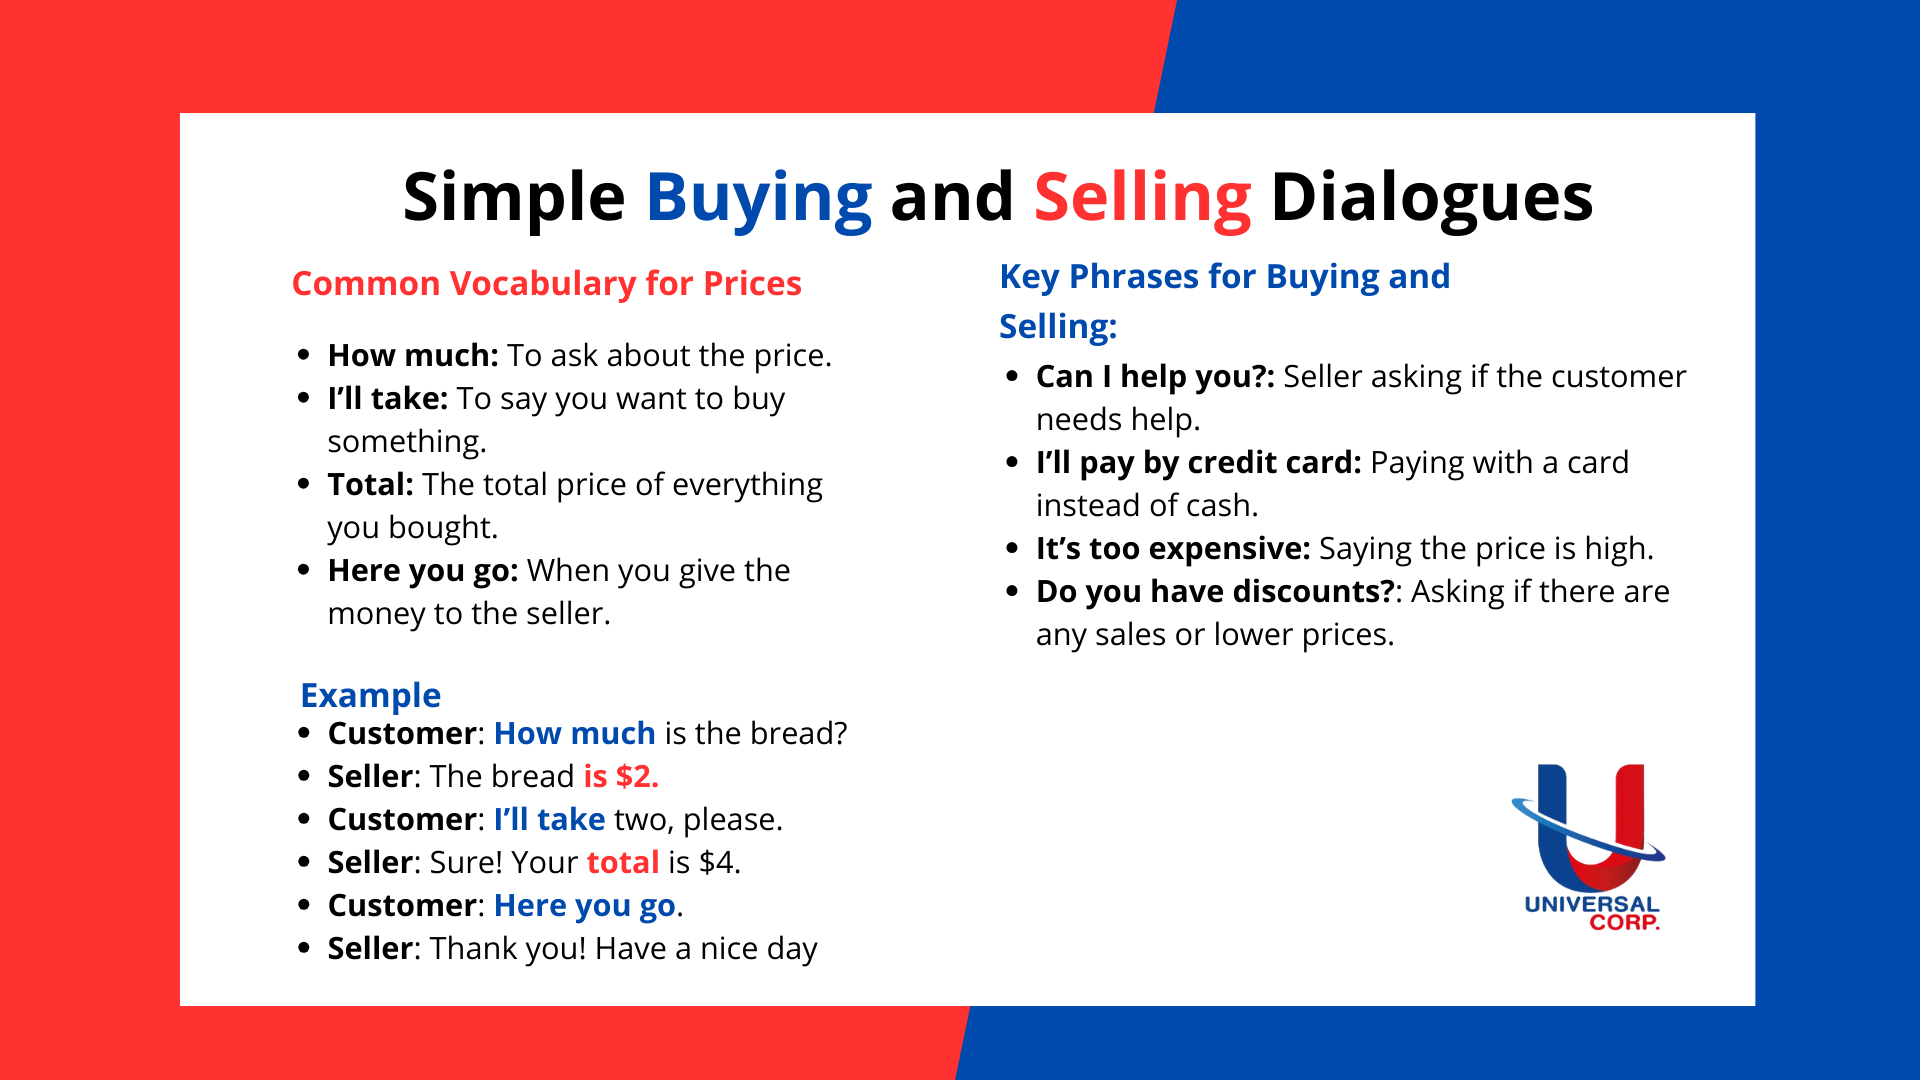 Simple Buying and Selling Dialogues
Common Vocabulary for Prices
• How much: To ask about the price.
• I’ll take: To say you want to buy
something.
• Total: The total price of everything
you bought.
• Here you go: When you give the
money to the seller.
Example
• Customer: How much is the bread?
• Seller: The bread is $2.
• Customer: I’ll take two, please.
• Seller: Sure! Your total is $4.
• Customer: Here you go.
• Seller: Thank you! Have a nice day
Key Phrases for Buying and
Selling:
• Can I help you?: Seller asking if the customer
needs help.
• I’ll pay by credit card: Paying with a card
instead of cash.
• It’s too expensive: Saying the price is high.
• Do you have discounts?: Asking if there are
any sales or lower prices.
UNIVERSAL
CORP.